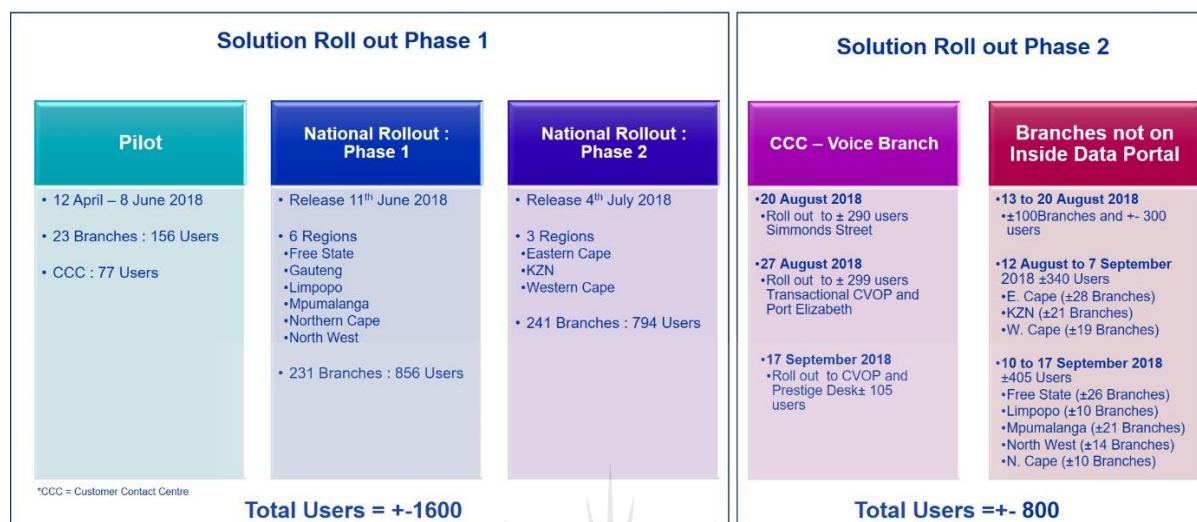 Solution Roll out Phase 1
Pilot
• 12 April – 8 June 2018
• 23 Branches : 156 Users
• CCC : 77 Users
National Rollout :
Phase 1
• Release 11th June 2018
• 6 Regions
•Free State
•Gauteng
•Limpopo
•Mpumalanga
•Northern Cape
•North West
• 231 Branches : 856 Users
National Rollout :
Phase 2
• Release 4th July 2018
• 3 Regions
•Eastern Cape
•KZN
•Western Cape
• 241 Branches : 794 Users
*CCC = Customer Contact Centre
Total Users = +-1600
Solution Roll out Phase 2
CCC – Voice Branch
•20 August 2018
•Roll out to ± 290 users
Simmonds Street
•27 August 2018
•Roll out to ± 299 users
Transactional CVOP and
Port Elizabeth
•17 September 2018
•Roll out to CVOP and
Prestige Desk± 105
users
Branches not on
Inside Data Portal
•13 to 20 August 2018
•±100Branches and +- 300
users
•12 August to 7 September
2018 ±340 Users
•E. Cape (±28 Branches)
•KZN (±21 Branches)
•W. Cape (±19 Branches)
•10 to 17 September 2018
±405 Users
•Free State (±26 Branches)
•Limpopo (±10 Branches)
•Mpumalanga (±21 Branches)
•North West (±14 Branches)
•N. Cape (±10 Branches)
Total Users =+- 800